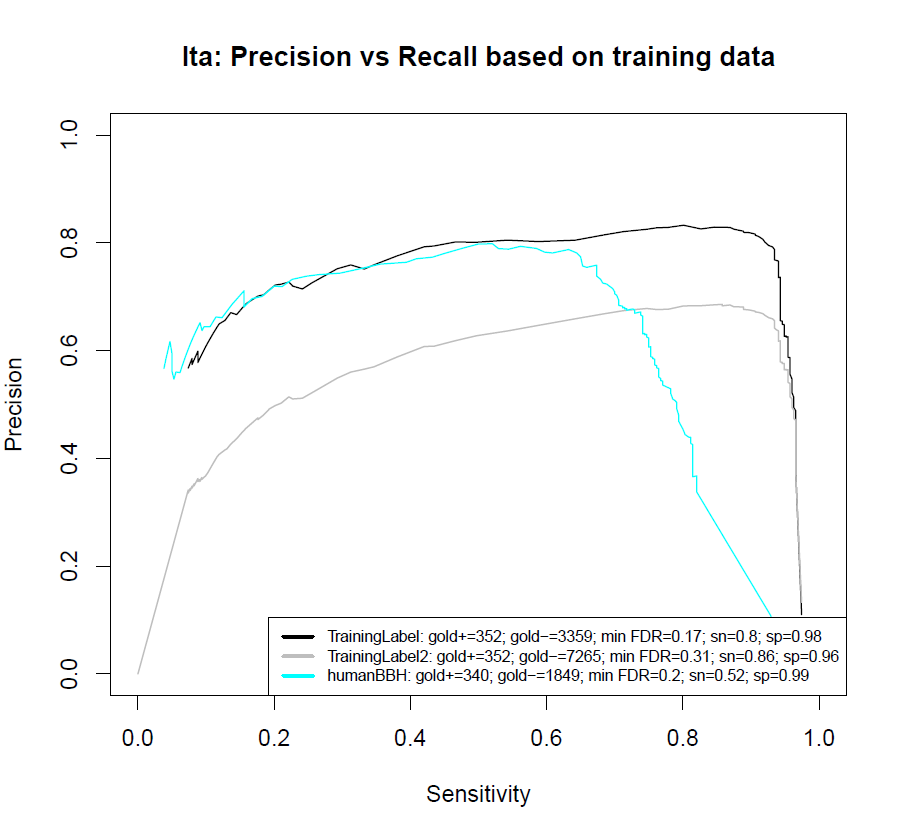 lta: Precision vs Recall based on training data
1.0
0.8
0.6
0.4
0.2
0.0
Precision
TrainingLabel: gold+=352; gold−=3359; min FDR=0.17; sn=0.8; sp=0.98
TrainingLabel2: gold+=352; gold−=7265; min FDR=0.31; sn=0.86; sp=0.96
humanBBH: gold+=340; gold−=1849; min FDR=0.2; sn=0.52; sp=0.99
0.0 0.2 0.4 0.6 0.8 1.0
Sensitivity